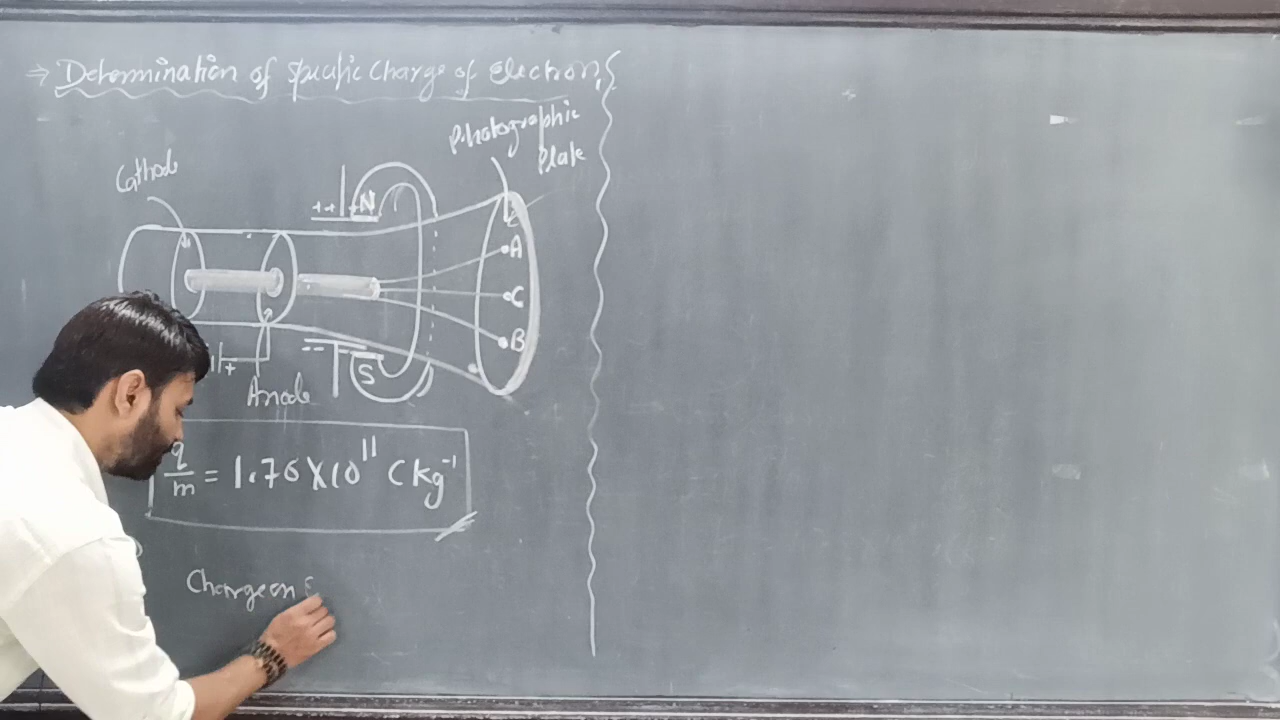 ⇒ Determination of Specific Charge of Electron,
Photographic
Plate
Cathode
++ + N
A
C
B
+
-- S
Anode
q/m = 1.76 X 10¹¹ C kg⁻¹
Charge on E